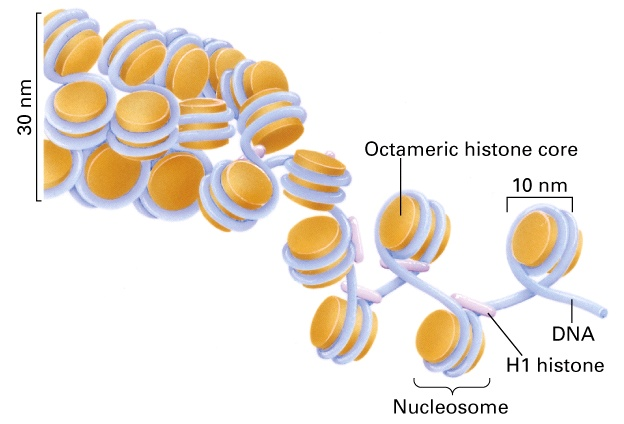 30 nm
Octameric histone core
10 nm
DNA
H1 histone
Nucleosome